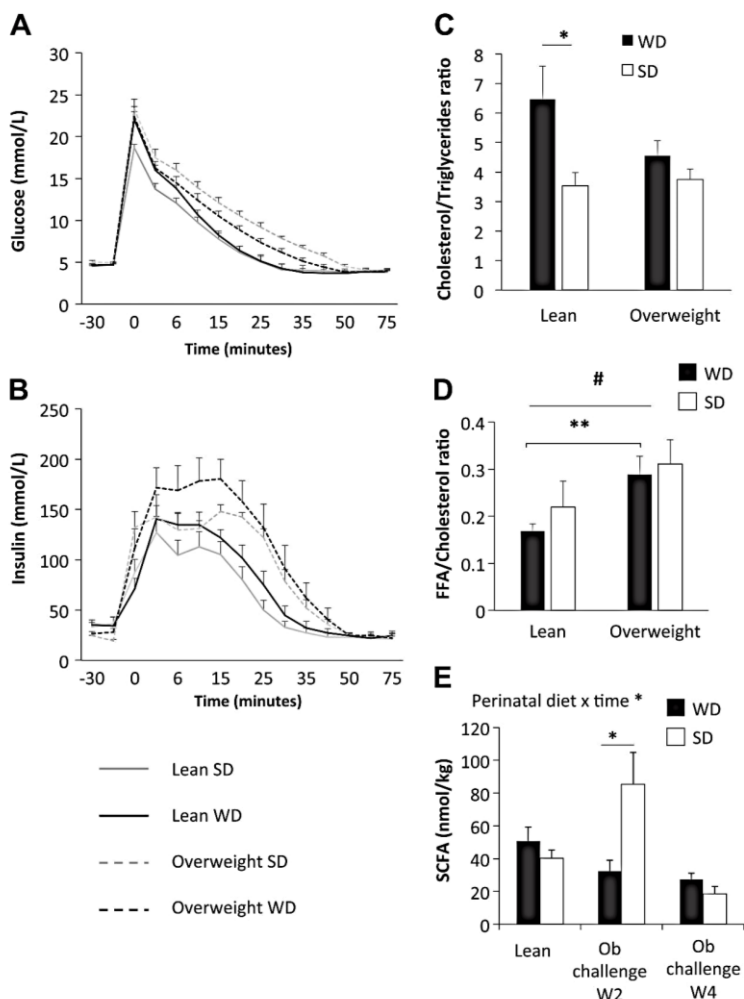 A
30
25
20
15
10
5
0
Glucose (mmol/L)
-30 0 6 15 25 35 50 75
Time (minutes)
B
250
200
150
100
50
0
Insulin (mmol/L)
-30 0 6 15 25 35 50 75
Time (minutes)
Lean SD
Lean WD
Overweight SD
Overweight WD
C
*
WD
SD
8
7
6
5
4
3
2
1
0
Cholesterol/Triglycerides ratio
Lean Overweight
D
WD
SD
#
**
0.4
0.3
0.2
0.1
0
FFA/Cholesterol ratio
Lean Overweight
E
Perinatal diet x time *
WD
SD
*
120
100
80
60
40
20
0
SCFA (nmol/kg)
Lean Ob Ob
challenge challenge
W2 W4